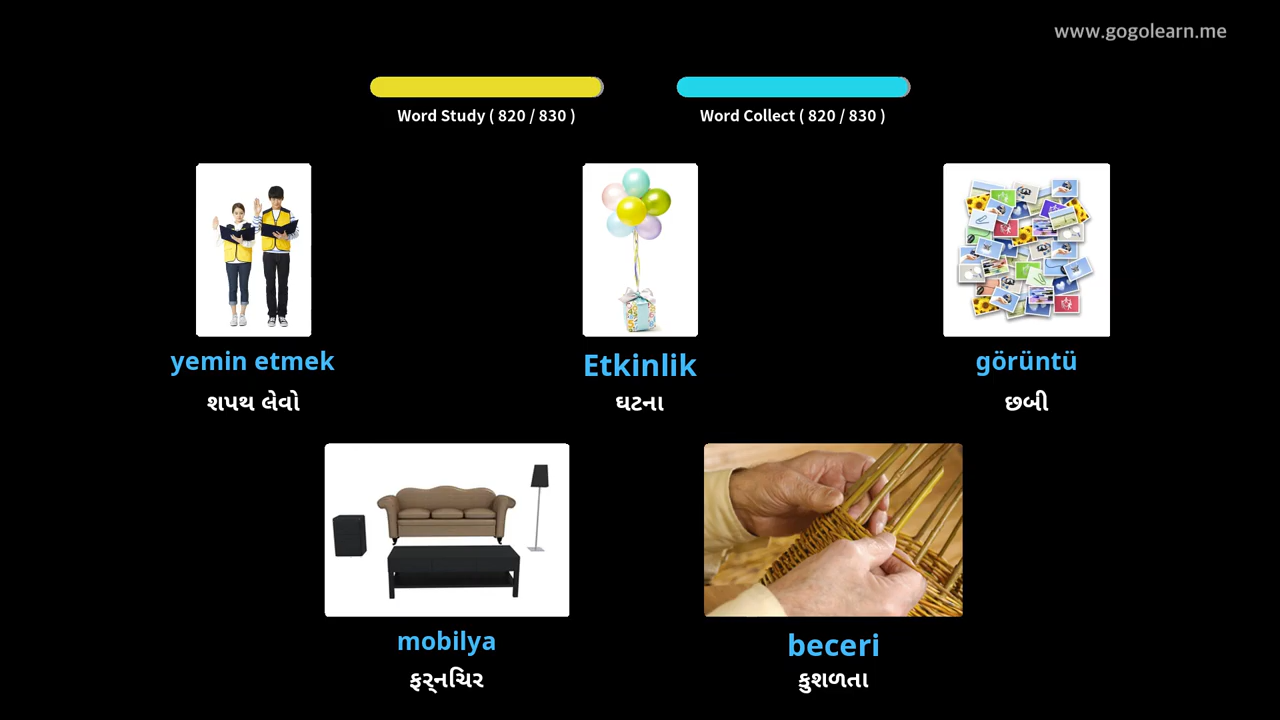 www.gogolearn.me
Word Study ( 820 / 830 )
Word Collect ( 820 / 830 )
yemin etmek
Etkinlik
görüntü
શપથ લેવો
ઘટના
છબી
mobilya
beceri
ફર્નિચર
કુશળતા